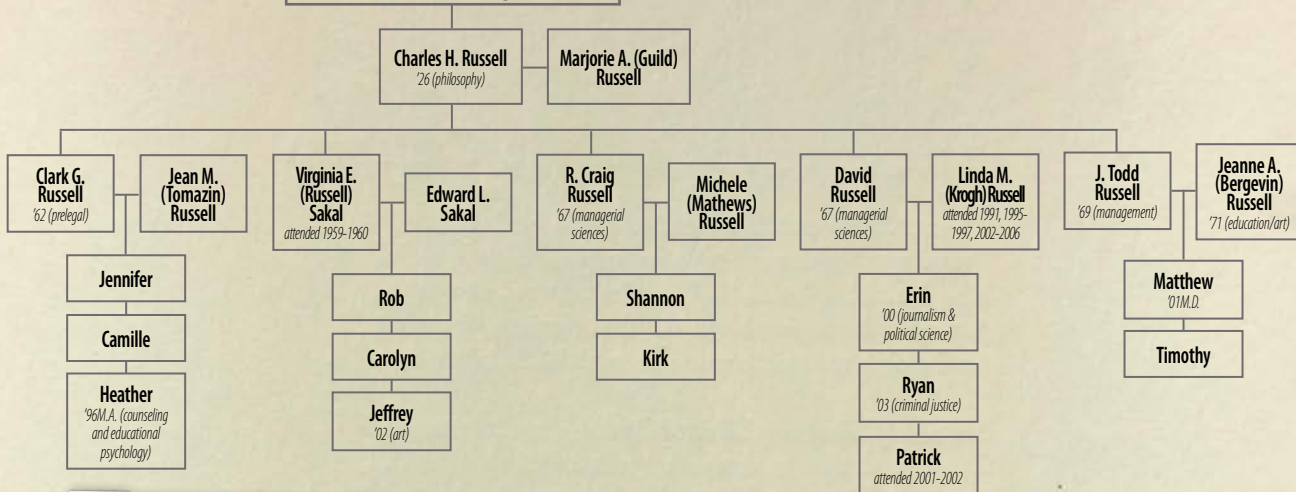 Charles H. Russell
'26 (philosophy)
Marjorie A. (Guild)
Russell
Clark G.
Russell
'62 (prelegal)
Jean M.
(Tomazin)
Russell
Virginia E.
(Russell)
Sakal
attended 1959-1960
Edward L.
Sakal
R. Craig
Russell
'67 (managerial
sciences)
Michele
(Mathews)
Russell
David
Russell
'67 (managerial
sciences)
Linda M.
(Krogh) Russell
attended 1991, 1995-
1997, 2002-2006
J. Todd
Russell
'69 (management)
Jeanne A.
(Bergevin)
Russell
'71 (education/art)
Jennifer
Camille
Heather
'96M.A. (counseling
and educational
psychology)
Rob
Carolyn
Jeffrey
'02 (art)
Shannon
Kirk
Erin
'00 (journalism &
political science)
Ryan
'03 (criminal justice)
Patrick
attended 2001-2002
Matthew
'01M.D.
Timothy